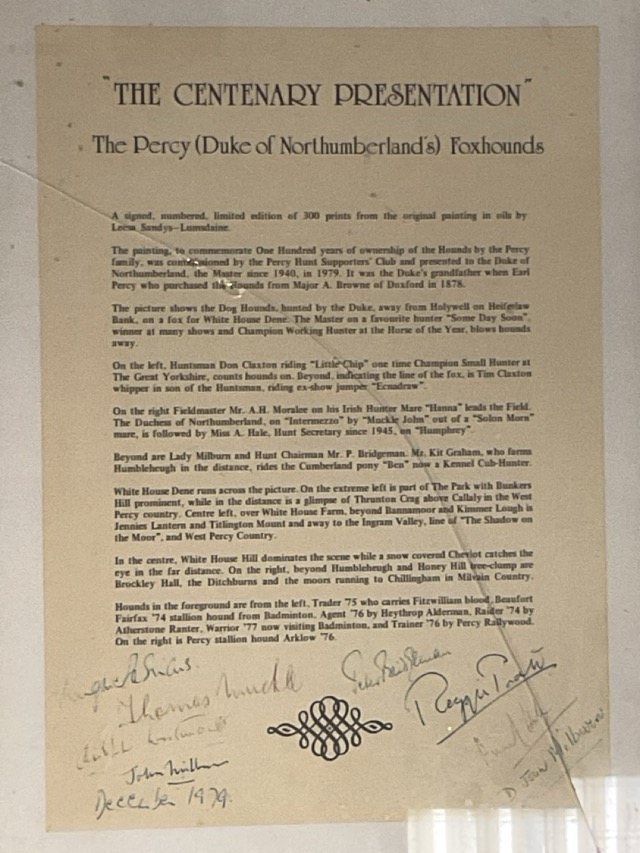 "THE CENTENARY PRESENTATION"
The Percy (Duke of Northumberland's) Foxhounds
A signed, numbered, limited edition of 300 prints from the original painting in oils by
Leesa Sandys-Lumsdaine.
The painting, to commemorate One Hundred years of ownership of the Hounds by the Percy
family, was commissioned by the Percy Hunt Supporters' Club and presented to the Duke of
Northumberland, the Master since 1940, in 1979. It was the Duke's grandfather when Earl
Percy who purchased the Hounds from Major A. Browne of Doxford in 1878.
The picture shows the Dog Hounds, hunted by the Duke, away from Holywell on Heiferlaw
Bank, on a fox for White House Dene. The Master on a favourite hunter "Some Day Soon",
winner at many shows and Champion Working Hunter at the Horse of the Year, blows hounds
away.
On the left, Huntsman Don Claxton riding "Little Chip" one time Champion Small Hunter at
The Great Yorkshire, counts hounds on. Beyond, indicating the line of the fox, is Tim Claxton
whipper in son of the Huntsman, riding ex-show jumper "Ecnadraw".
On the right Fieldmaster Mr. A.H. Moralee on his Irish Hunter Mare "Hanna" leads the Field.
The Duchess of Northumberland, on "Intermezzo" by "Muckle John" out of a "Solon Morn"
mare, is followed by Miss A. Hale, Hunt Secretary since 1945, on "Humphrey".
Beyond are Lady Milburn and Hunt Chairman Mr. P. Bridgeman. Mr. Kit Graham, who farms
Humbleheugh in the distance, rides the Cumberland pony "Ben" now a Kennel Cub-Hunter.
White House Dene runs across the picture. On the extreme left is part of The Park with Bunkers
Hill prominent, while in the distance is a glimpse of Thrunton Crag above Callaly in the West
Percy country. Centre left, over White House Farm, beyond Bannamoor and Kimmer Lough is
Jennies Lantern and Titlington Mount and away to the Ingram Valley, line of "The Shadow on
the Moor", and West Percy Country.
In the centre, White House Hill dominates the scene while a snow covered Cheviot catches the
eye in the far distance. On the right, beyond Humbleheugh and Honey Hill tree-clump are
Brockley Hall, the Ditchburns and the moors running to Chillingham in Milvain Country.
Hounds in the foreground are from the left, Trader '75 who carries Fitzwilliam blood, Beaufort
Fairfax '74 stallion hound from Badminton, Agent '76 by Heythrop Alderman, Raider '74 by
Atherstone Ranter, Warrior '77 now visiting Badminton, and Trainer '76 by Percy Rallywood.
On the right is Percy stallion hound Arklow '76.
Peter Bridgeman
Thomas Muckle
John Milburn
D Jean Milburn
December 1979.